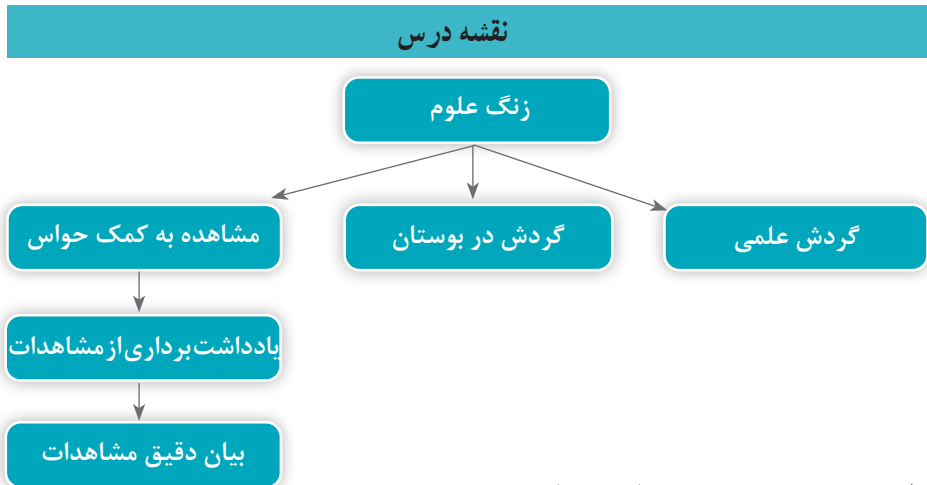 نقشه درس
زنگ علوم
گردش علمی
گردش در بوستان
مشاهده به کمک حواس
یادداشت‌برداری از مشاهدات
بیان دقیق مشاهدات